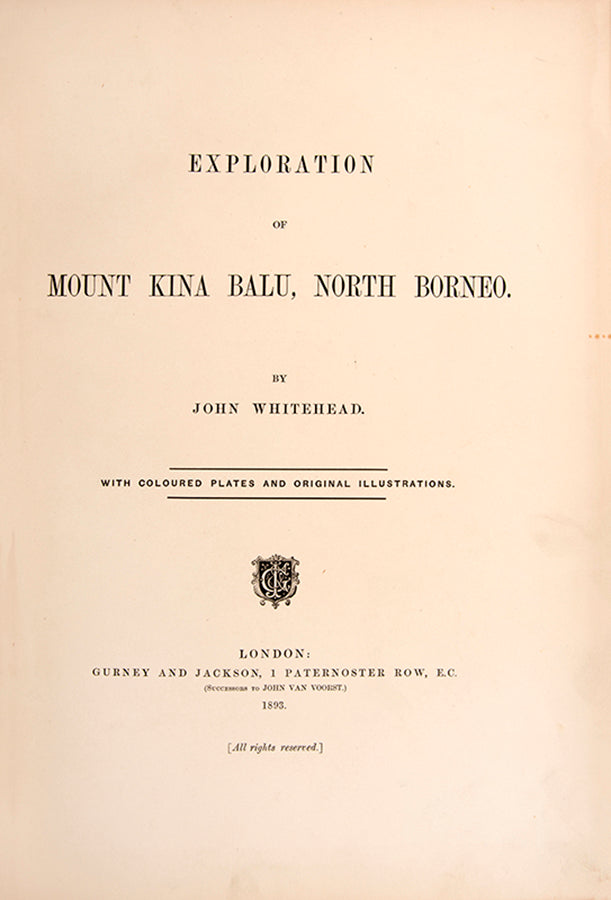 EXPLORATION
OF
MOUNT KINA BALU, NORTH BORNEO.
BY
JOHN WHITEHEAD.
WITH COLOURED PLATES AND ORIGINAL ILLUSTRATIONS.
LONDON:
GURNEY AND JACKSON, 1 PATERNOSTER ROW, E.C.
(SUCCESSORS TO JOHN VAN VOORST.)
1893.
[All rights reserved.]